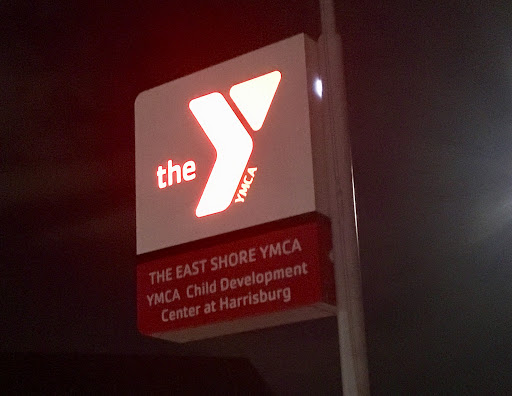 the Y
YMCA
THE EAST SHORE YMCA
YMCA Child Development
Center at Harrisburg